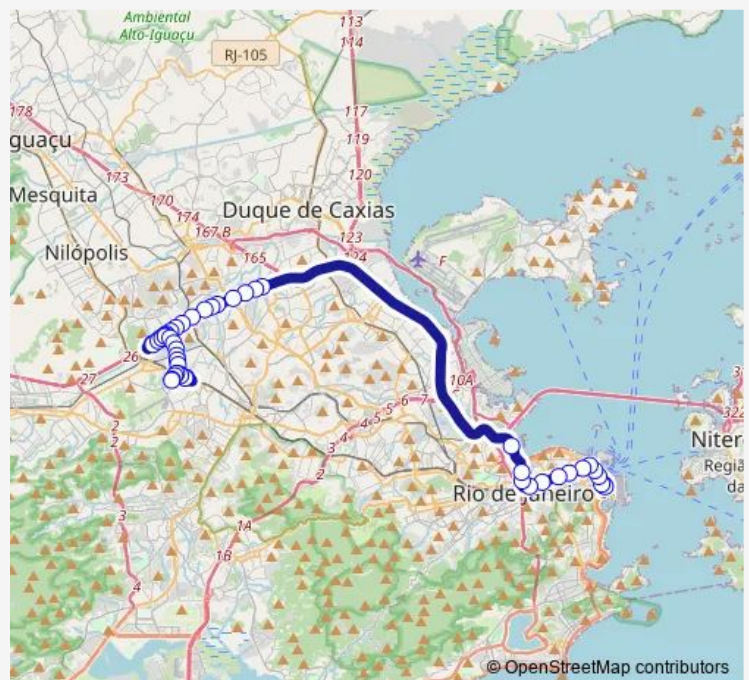 Ambiental
Alto-Iguaçu
113
114
RJ-105
178
guaçu
117
119
173
120
Mesquita
170
174
Duque de Caxias
167 B
123
124
165
Nilópolis
F
26
27
10A
6
7
5
4
4
3
2
322
2
2
Niter
Regiã
da
Rio de Janeiro
1A
3
1B
4
© OpenStreetMap contributors